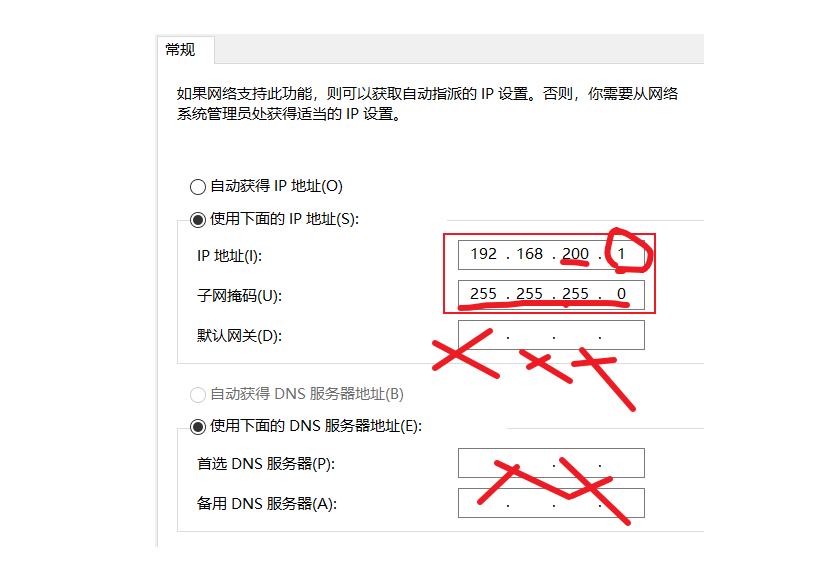 常规
如果网络支持此功能，则可以获取自动指派的 IP 设置。否则，你需要从网络
系统管理员处获得适当的 IP 设置。
自动获得 IP 地址(O)
使用下面的 IP 地址(S):
IP 地址(I): 192 . 168 . 200 . 1
子网掩码(U): 255 . 255 . 255 . 0
默认网关(D): . . .
自动获得 DNS 服务器地址(B)
使用下面的 DNS 服务器地址(E):
首选 DNS 服务器(P): . . .
备用 DNS 服务器(A): . . .